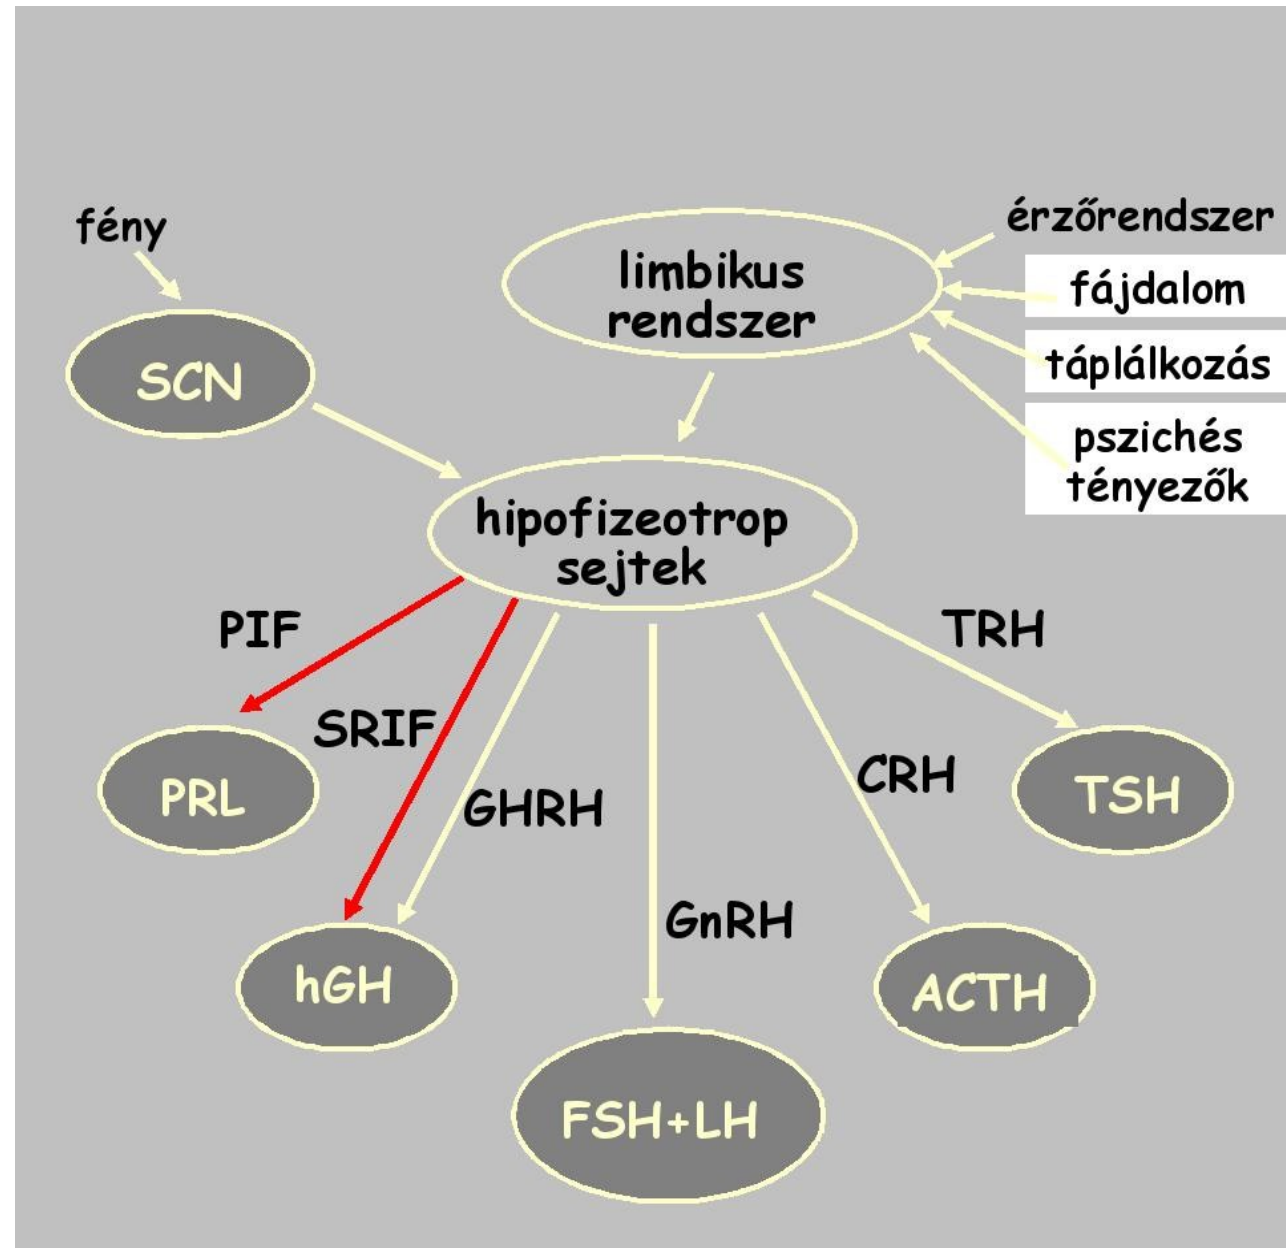 fény
érzőrendszer
limbikus
rendszer
fájdalom
táplálkozás
SCN
pszichés
tényezők
hipofizeotrop
sejtek
PIF
TRH
SRIF
PRL
GHRH
CRH
TSH
GnRH
hGH
ACTH
FSH+LH